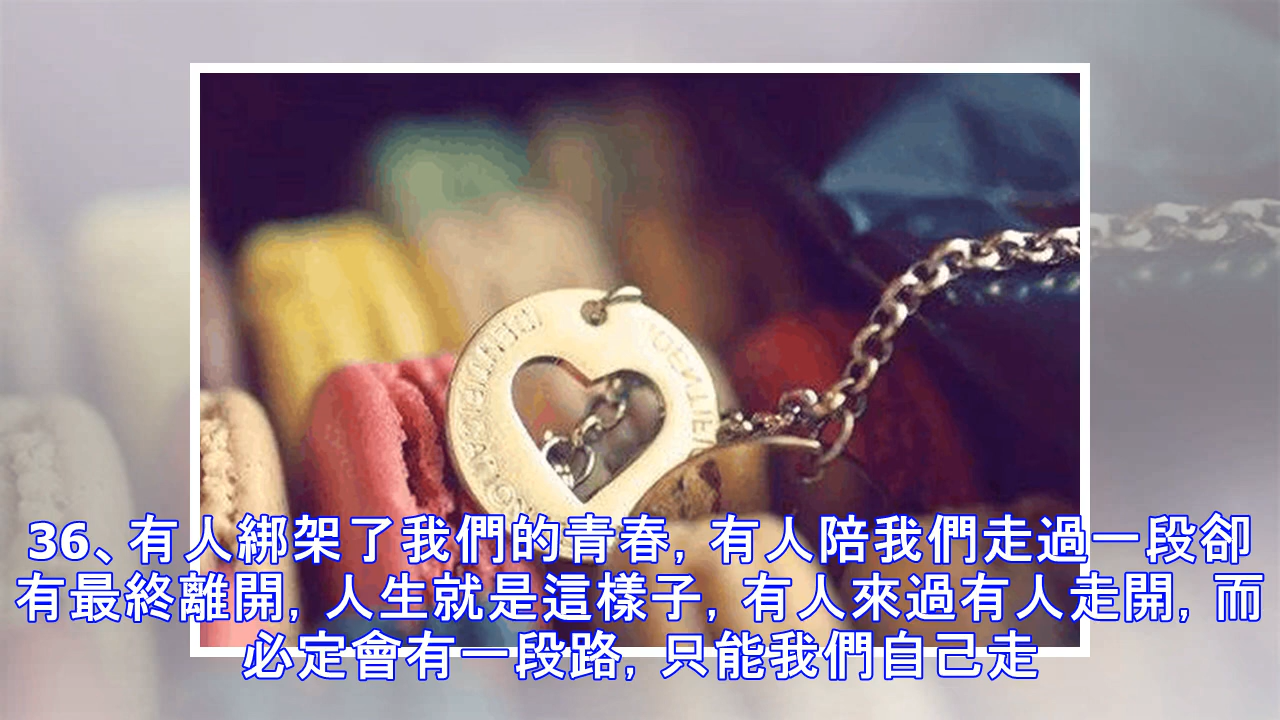 36、有人綁架了我們的青春, 有人陪我們走過一段卻
有最終離開, 人生就是這樣子, 有人來過有人走開, 而
必定會有一段路, 只能我們自己走